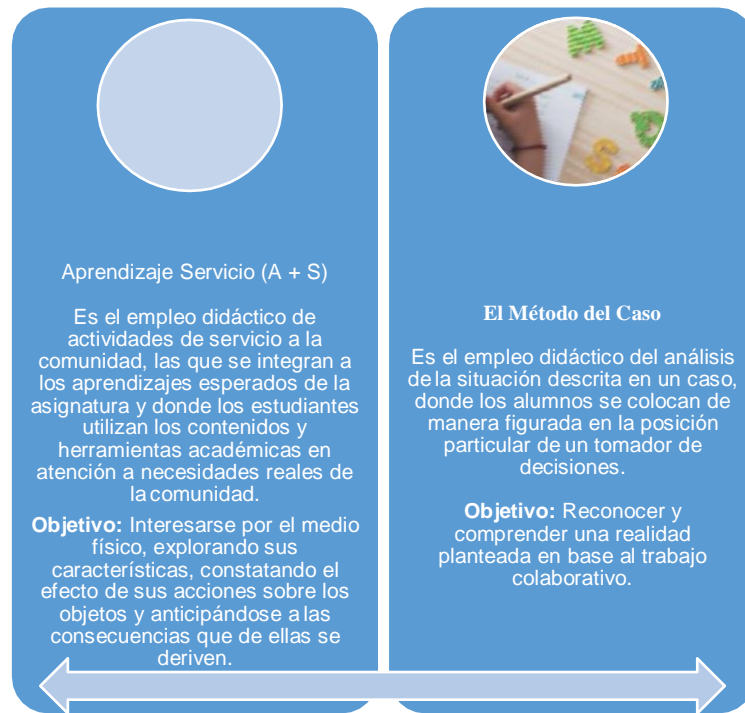 Aprendizaje Servicio (A + S)
Es el empleo didáctico de
actividades de servicio a la
comunidad, las que se integran a
los aprendizajes esperados de la
asignatura y donde los estudiantes
utilizan los contenidos y
herramientas académicas en
atención a necesidades reales de
la comunidad.
Objetivo: Interesarse por el medio
físico, explorando sus
características, constatando el
efecto de sus acciones sobre los
objetos y anticipándose a las
consecuencias que de ellas se
deriven.
El Método del Caso
Es el empleo didáctico del análisis
de la situación descrita en un caso,
donde los alumnos se colocan de
manera figurada en la posición
particular de un tomador de
decisiones.
Objetivo: Reconocer y
comprender una realidad
planteada en base al trabajo
colaborativo.